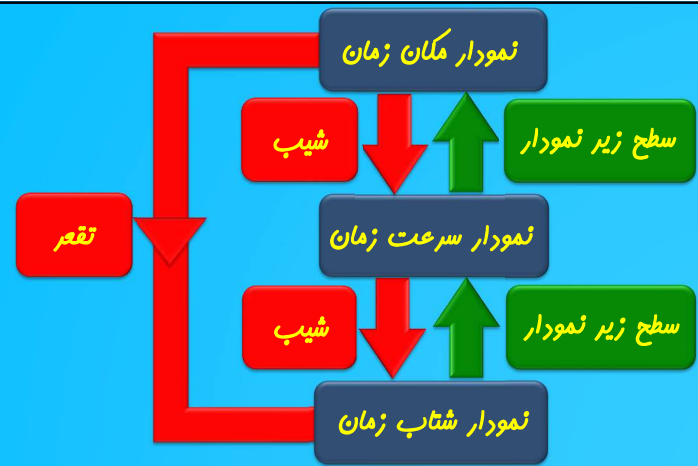 نمودار مکان زمان
سطح زیر نمودار
شیب
نمودار سرعت زمان
تقعر
سطح زیر نمودار
شیب
نمودار شتاب زمان